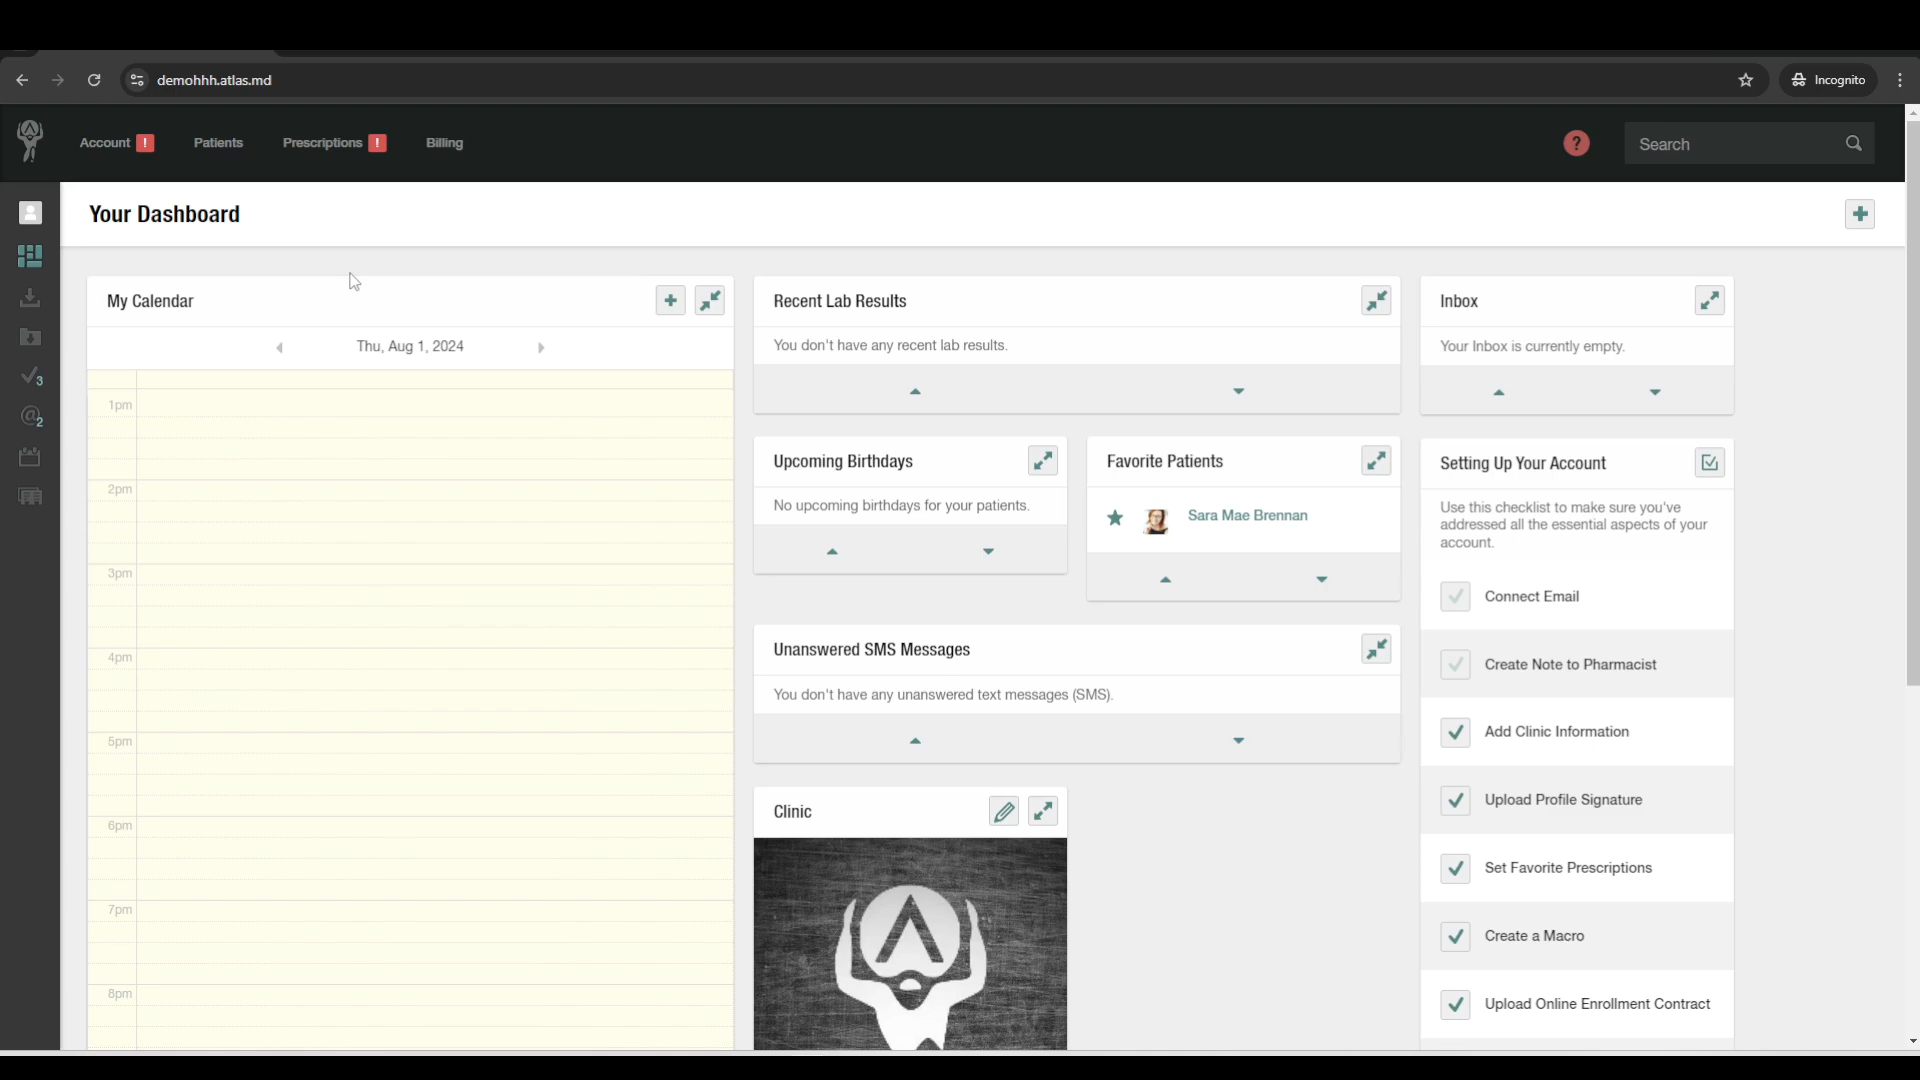 demohhh.atlas.md
Incognito
Account !
Patients
Prescriptions !
Billing
?
Search
Your Dashboard
3
@2
My Calendar
Thu, Aug 1, 2024
1pm
2pm
3pm
4pm
5pm
6pm
7pm
8pm
Recent Lab Results
You don't have any recent lab results.
Upcoming Birthdays
No upcoming birthdays for your patients.
Favorite Patients
Sara Mae Brennan
Unanswered SMS Messages
You don't have any unanswered text messages (SMS).
Clinic
Inbox
Your Inbox is currently empty.
Setting Up Your Account
Use this checklist to make sure you've
addressed all the essential aspects of your
account.
Connect Email
Create Note to Pharmacist
Add Clinic Information
Upload Profile Signature
Set Favorite Prescriptions
Create a Macro
Upload Online Enrollment Contract